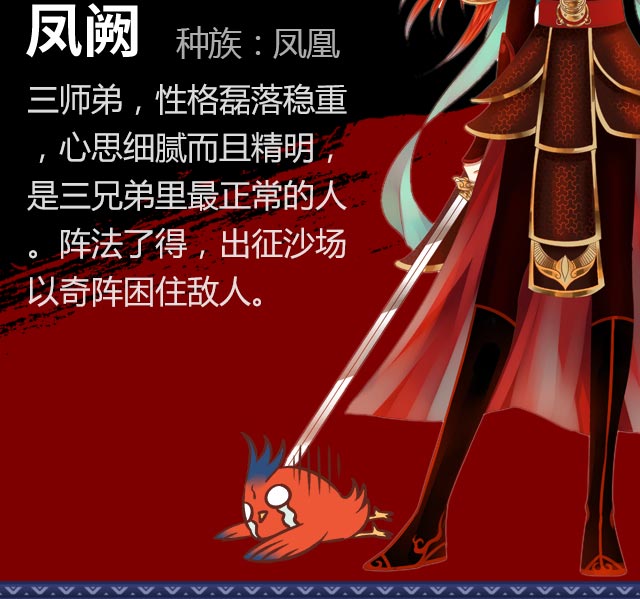 凤阙 种族：凤凰
三师弟，性格磊落稳重
，心思细腻而且精明，
是三兄弟里最正常的人
。阵法了得，出征沙场
以奇阵困住敌人。